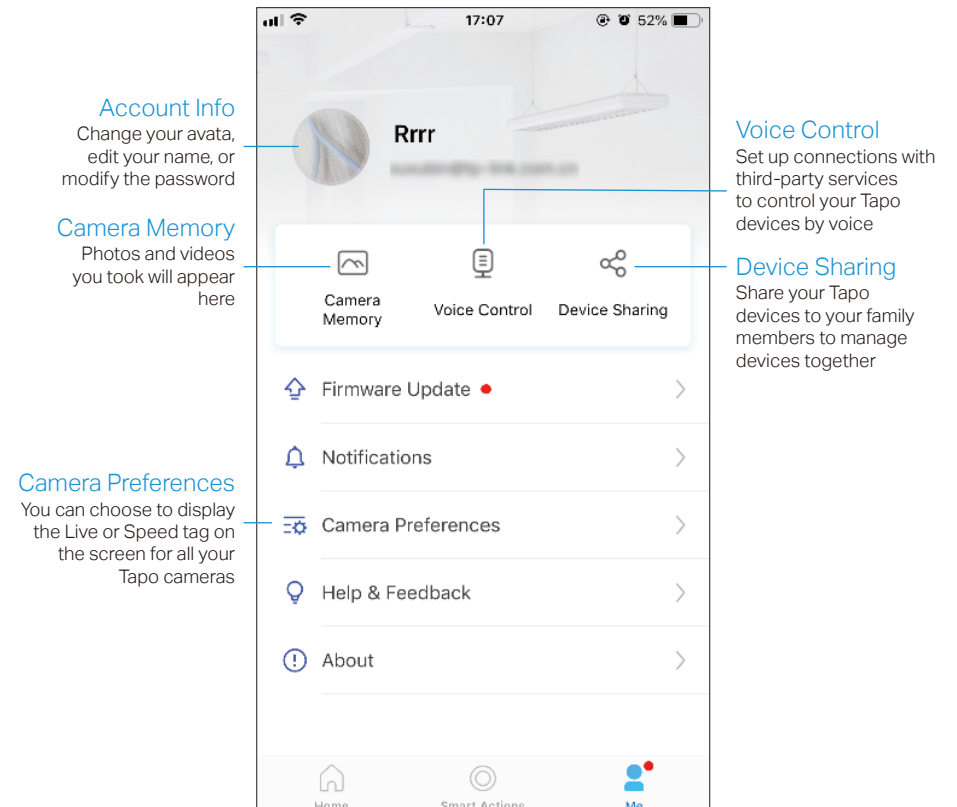 17:07
52%
Account Info
Change your avata,
edit your name, or
modify the password
Rrrr
Camera Memory
Photos and videos
you took will appear
here
Voice Control
Set up connections with
third-party services
to control your Tapo
devices by voice
Device Sharing
Share your Tapo
devices to your family
members to manage
devices together
Camera
Memory
Voice Control
Device Sharing
Firmware Update
Notifications
Camera Preferences
You can choose to display
the Live or Speed tag on
the screen for all your
Tapo cameras
Camera Preferences
Help & Feedback
About
Home
Smart Actions
Me